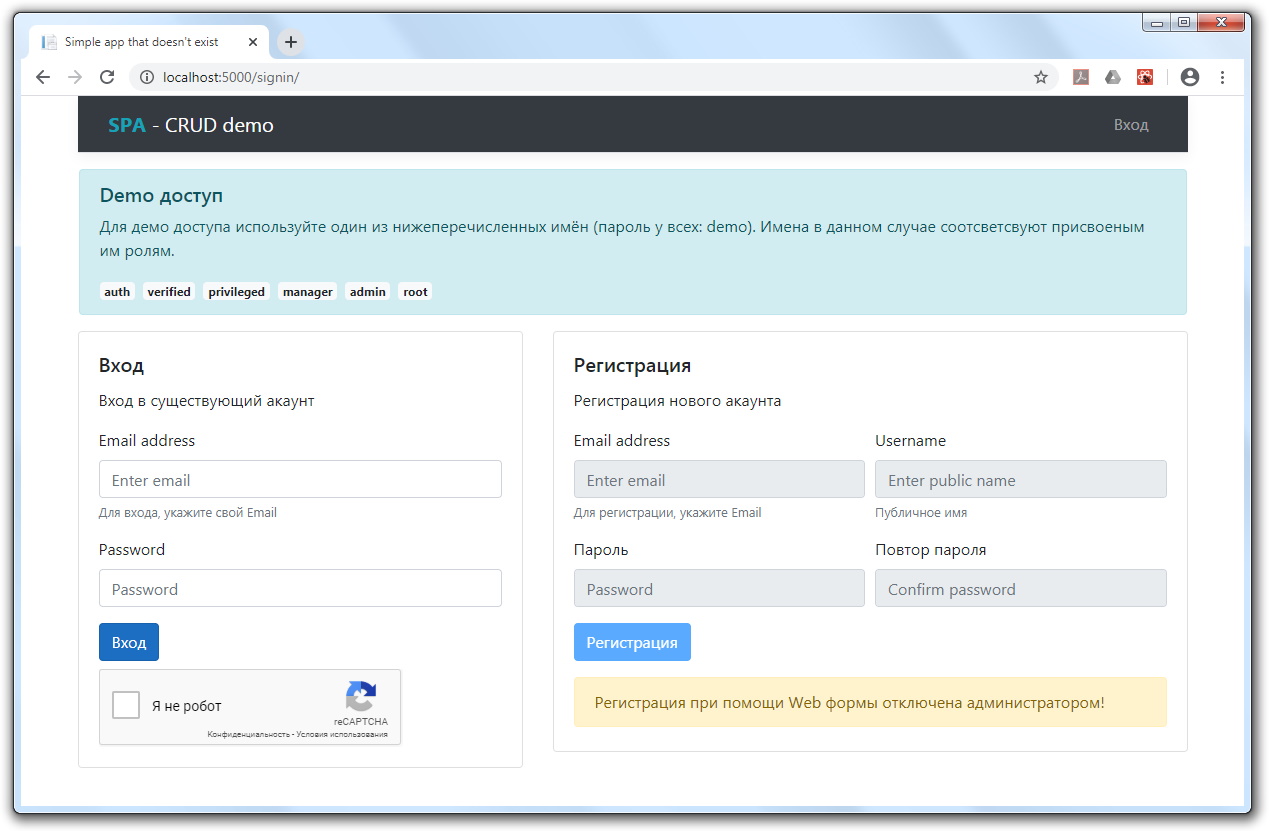 Simple app that doesn't exist
localhost:5000/signin/
SPA - CRUD demo
Вход
Demo доступ
Для демо доступа используйте один из нижеперечисленных имён (пароль у всех: demo). Имена в данном случае соотсветсвуют присвоеным
им ролям.
auth verified privileged manager admin root
Вход
Вход в существующий акаунт
Email address
Enter email
Для входа, укажите свой Email
Password
Password
Вход
Я не робот
reCAPTCHA
Конфиденциальность - Условия использования
Регистрация
Регистрация нового акаунта
Email address Username
Enter email Enter public name
Для регистрации, укажите Email Публичное имя
Пароль Повтор пароля
Password Confirm password
Регистрация
Регистрация при помощи Web формы отключена администратором!